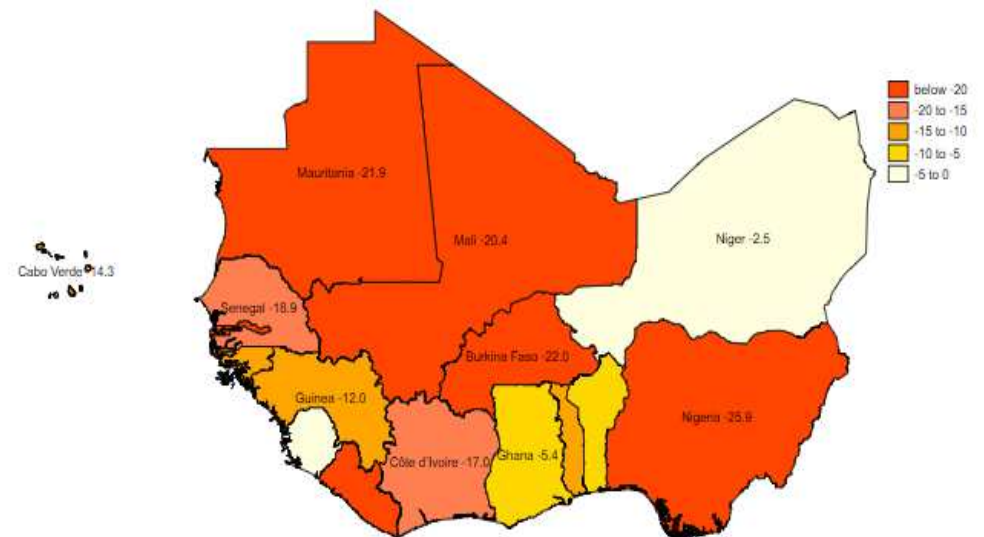 below -20
-20 to -15
-15 to -10
-10 to -5
-5 to 0
Mauritania -21.9
Mali -20.4
Niger -2.5
Cabo Verde -14.3
Senegal -18.9
Burkina Faso -22.0
Guinea -12.0
Nigeria -25.9
Côte d'Ivoire -17.0
Ghana -5.4